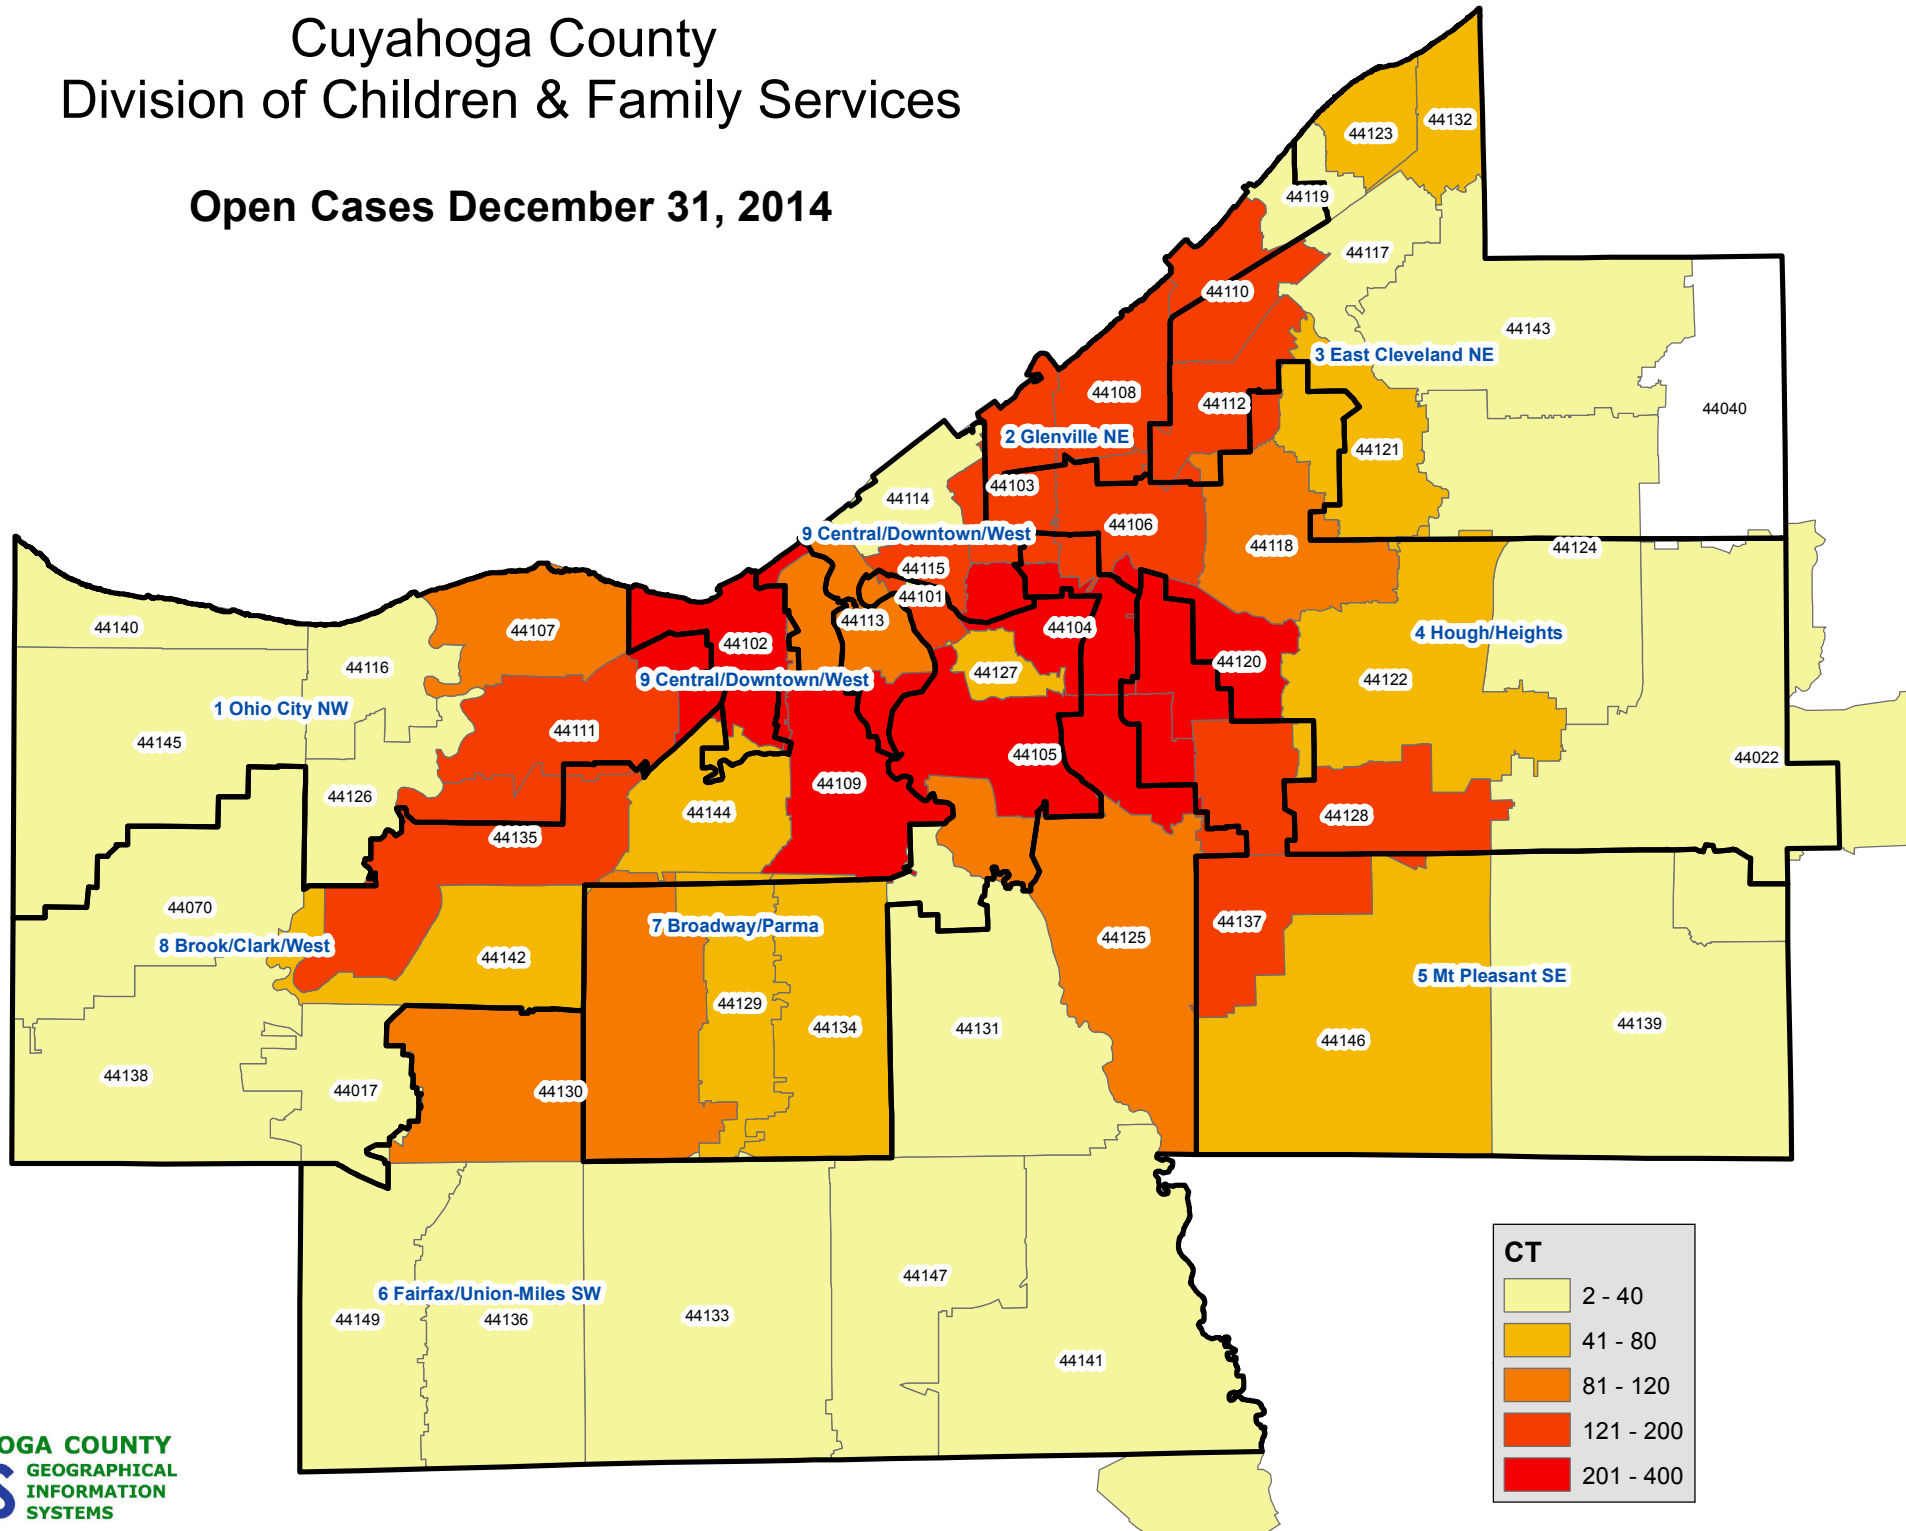 Cuyahoga County
Division of Children & Family Services
Open Cases December 31, 2014
44132
44123
44119
44117
44110
44143
3 East Cleveland NE
44108
44112
44040
2 Glenville NE
44121
44103
44114
44106
9 Central/Downtown/West
44118
44124
44115
44101
44113
44140
44107
44104
4 Hough/Heights
44102
44120
44116
44127
9 Central/Downtown/West
44122
1 Ohio City NW
44111
44145
44105
44022
44109
44126
44144
44128
44135
44070
44137
7 Broadway/Parma
44125
8 Brook/Clark/West
44142
5 Mt Pleasant SE
44129
44134
44131
44139
44146
44138
44017
44130
44147
6 Fairfax/Union-Miles SW
44149
44136
44133
44141
CT
2 - 40
41 - 80
81 - 120
121 - 200
201 - 400
OGA COUNTY
S GEOGRAPHICAL
INFORMATION
SYSTEMS